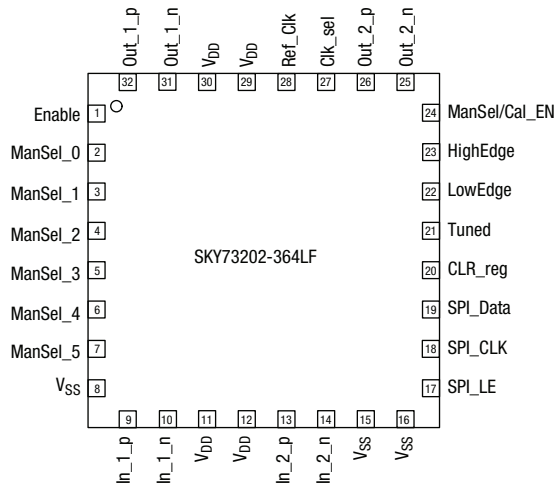 Out_1_p
Out_1_n
VDD
VDD
Ref_Clk
Clk_sel
Out_2_p
Out_2_n
32
31
30
29
28
27
26
25
Enable 1
24 ManSel/Cal_EN
ManSel_0 2
23 HighEdge
ManSel_1 3
22 LowEdge
ManSel_2 4
21 Tuned
SKY73202-364LF
ManSel_3 5
20 CLR_reg
ManSel_4 6
19 SPI_Data
ManSel_5 7
18 SPI_CLK
VSS 8
17 SPI_LE
9
10
11
12
13
14
15
16
In_1_p
In_1_n
VDD
VDD
In_2_p
In_2_n
VSS
VSS